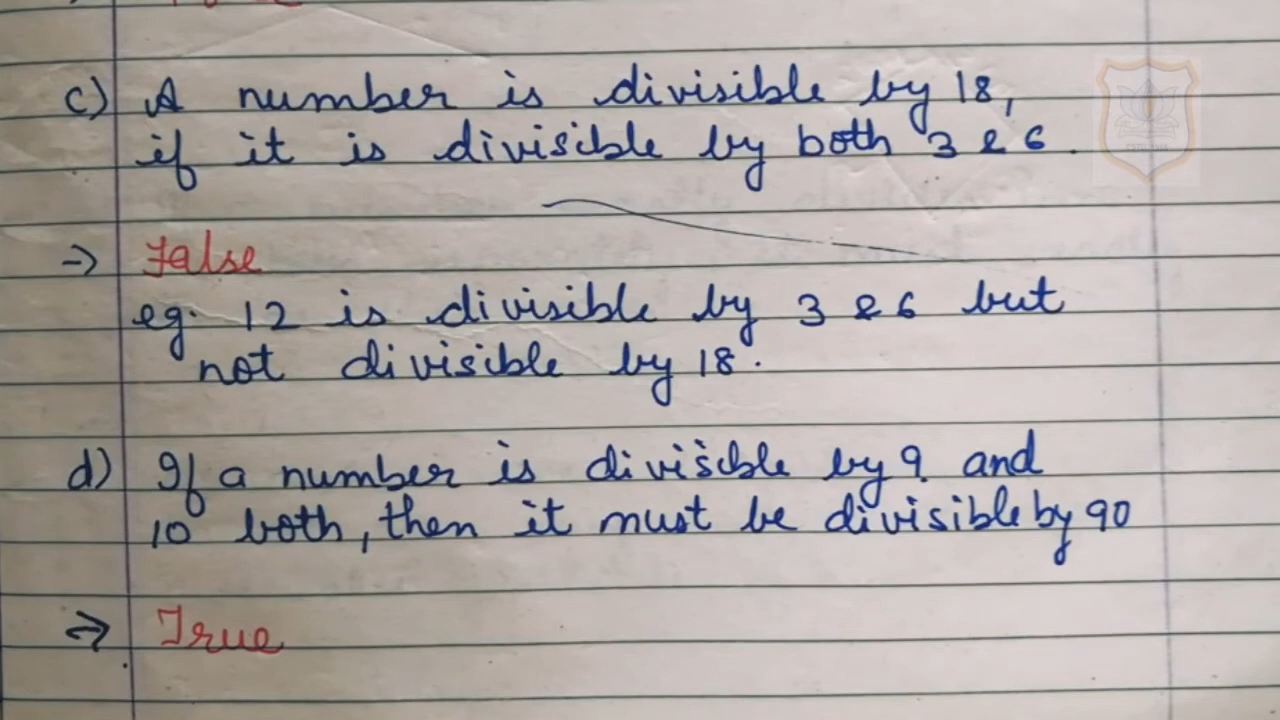 c) A number is divisible by 18,
if it is divisible by both 3 & 6.
→ False
eg. 12 is divisible by 3 & 6 but
not divisible by 18.
d) If a number is divisible by 9 and
10 both, then it must be divisible by 90
⇒ True